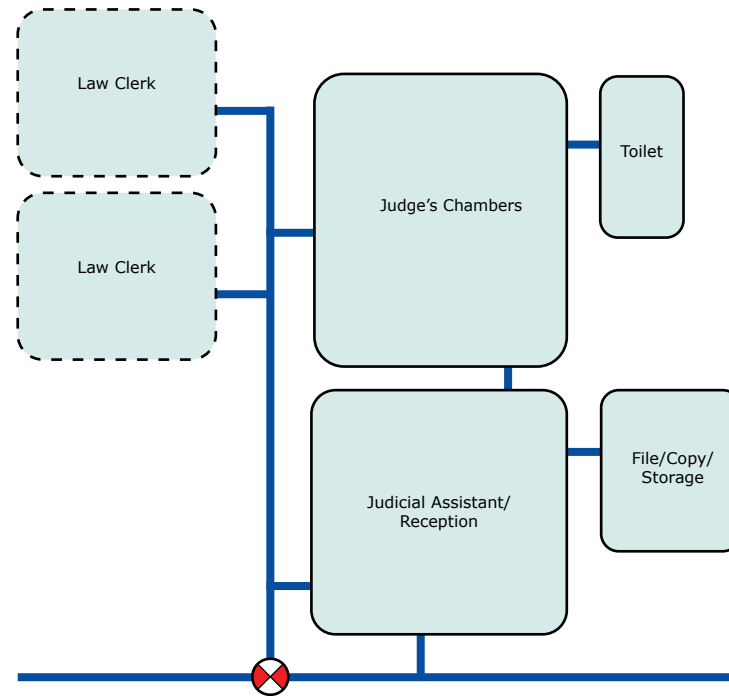 Law Clerk
Judge’s Chambers
Toilet
Law Clerk
Judicial Assistant/
Reception
File/Copy/
Storage